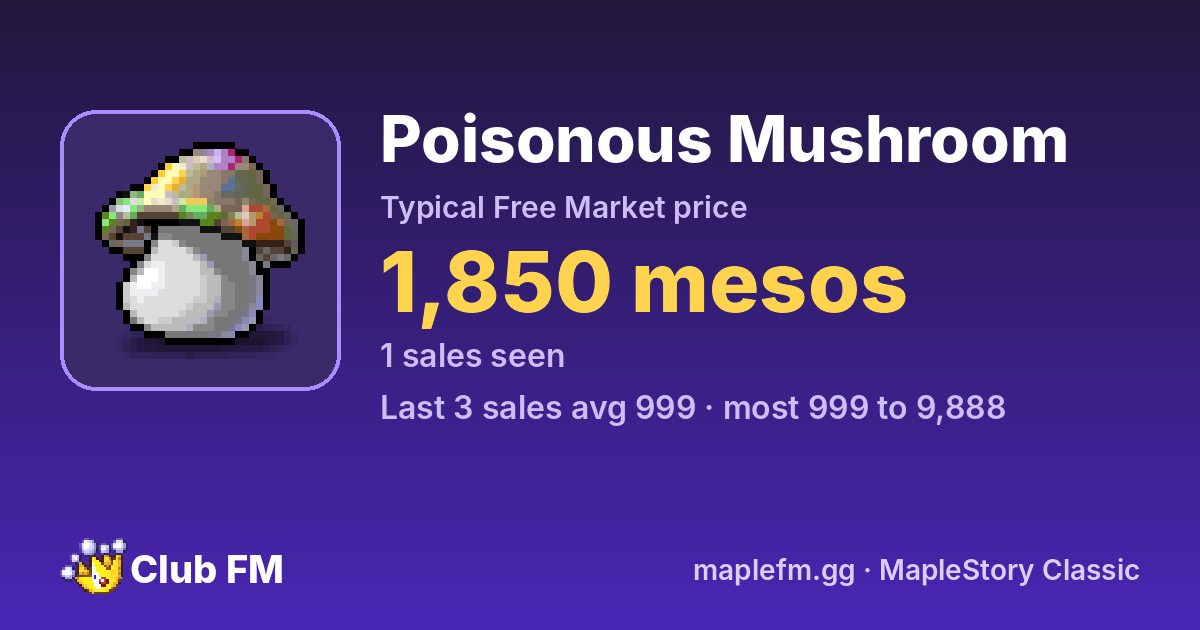 Poisonous Mushroom
Typical Free Market price
1,850 mesos
1 sales seen
Last 3 sales avg 999 · most 999 to 9,888
Club FM
maplefm.gg · MapleStory Classic